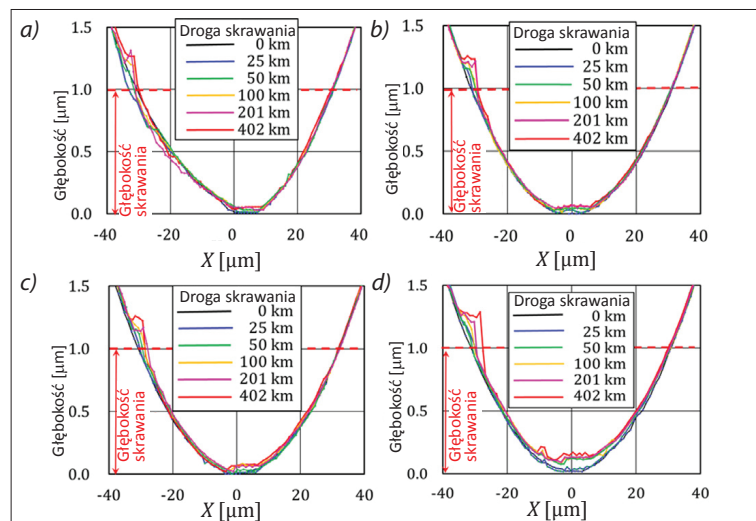 a)
Głębokość [µm]
1.5
1.0
0.5
0.0
Głębokość
skrawania
Droga skrawania
0 km
25 km
50 km
100 km
201 km
402 km
-40
-20
0
20
40
X [µm]
b)
Głębokość [µm]
1.5
1.0
0.5
0.0
Głębokość
skrawania
Droga skrawania
0 km
25 km
50 km
100 km
201 km
402 km
-40
-20
0
20
40
X [µm]
c)
Głębokość [µm]
1.5
1.0
0.5
0.0
Głębokość
skrawania
Droga skrawania
0 km
25 km
50 km
100 km
201 km
402 km
-40
-20
0
20
40
X [µm]
d)
Głębokość [µm]
1.5
1.0
0.5
0.0
Głębokość
skrawania
Droga skrawania
0 km
25 km
50 km
100 km
201 km
402 km
-40
-20
0
20
40
X [µm]